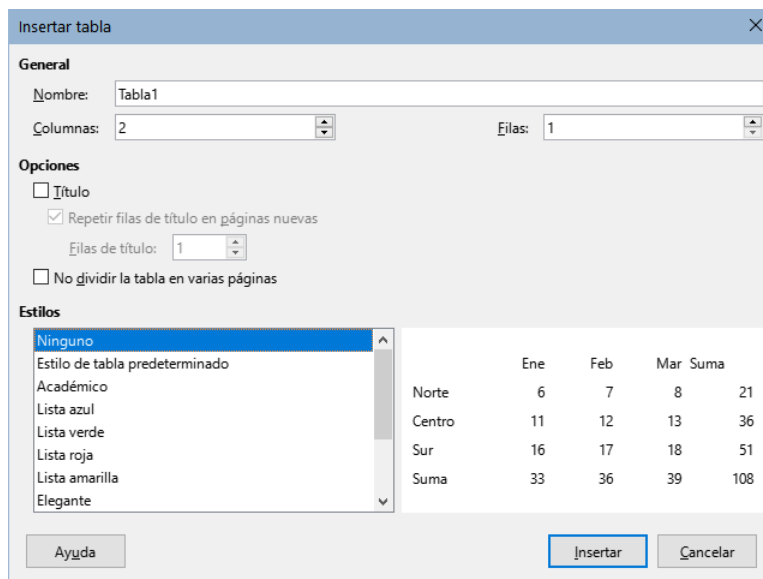 Insertar tabla
General
Nombre: Tabla1
Columnas: 2 Filas: 1
Opciones
Título
Repetir filas de título en páginas nuevas
Filas de título: 1
No dividir la tabla en varias páginas
Estilos
Ninguno
Estilo de tabla predeterminado
Académico
Lista azul
Lista verde
Lista roja
Lista amarilla
Elegante
Ene Feb Mar Suma
Norte 6 7 8 21
Centro 11 12 13 36
Sur 16 17 18 51
Suma 33 36 39 108
Ayuda Insertar Cancelar